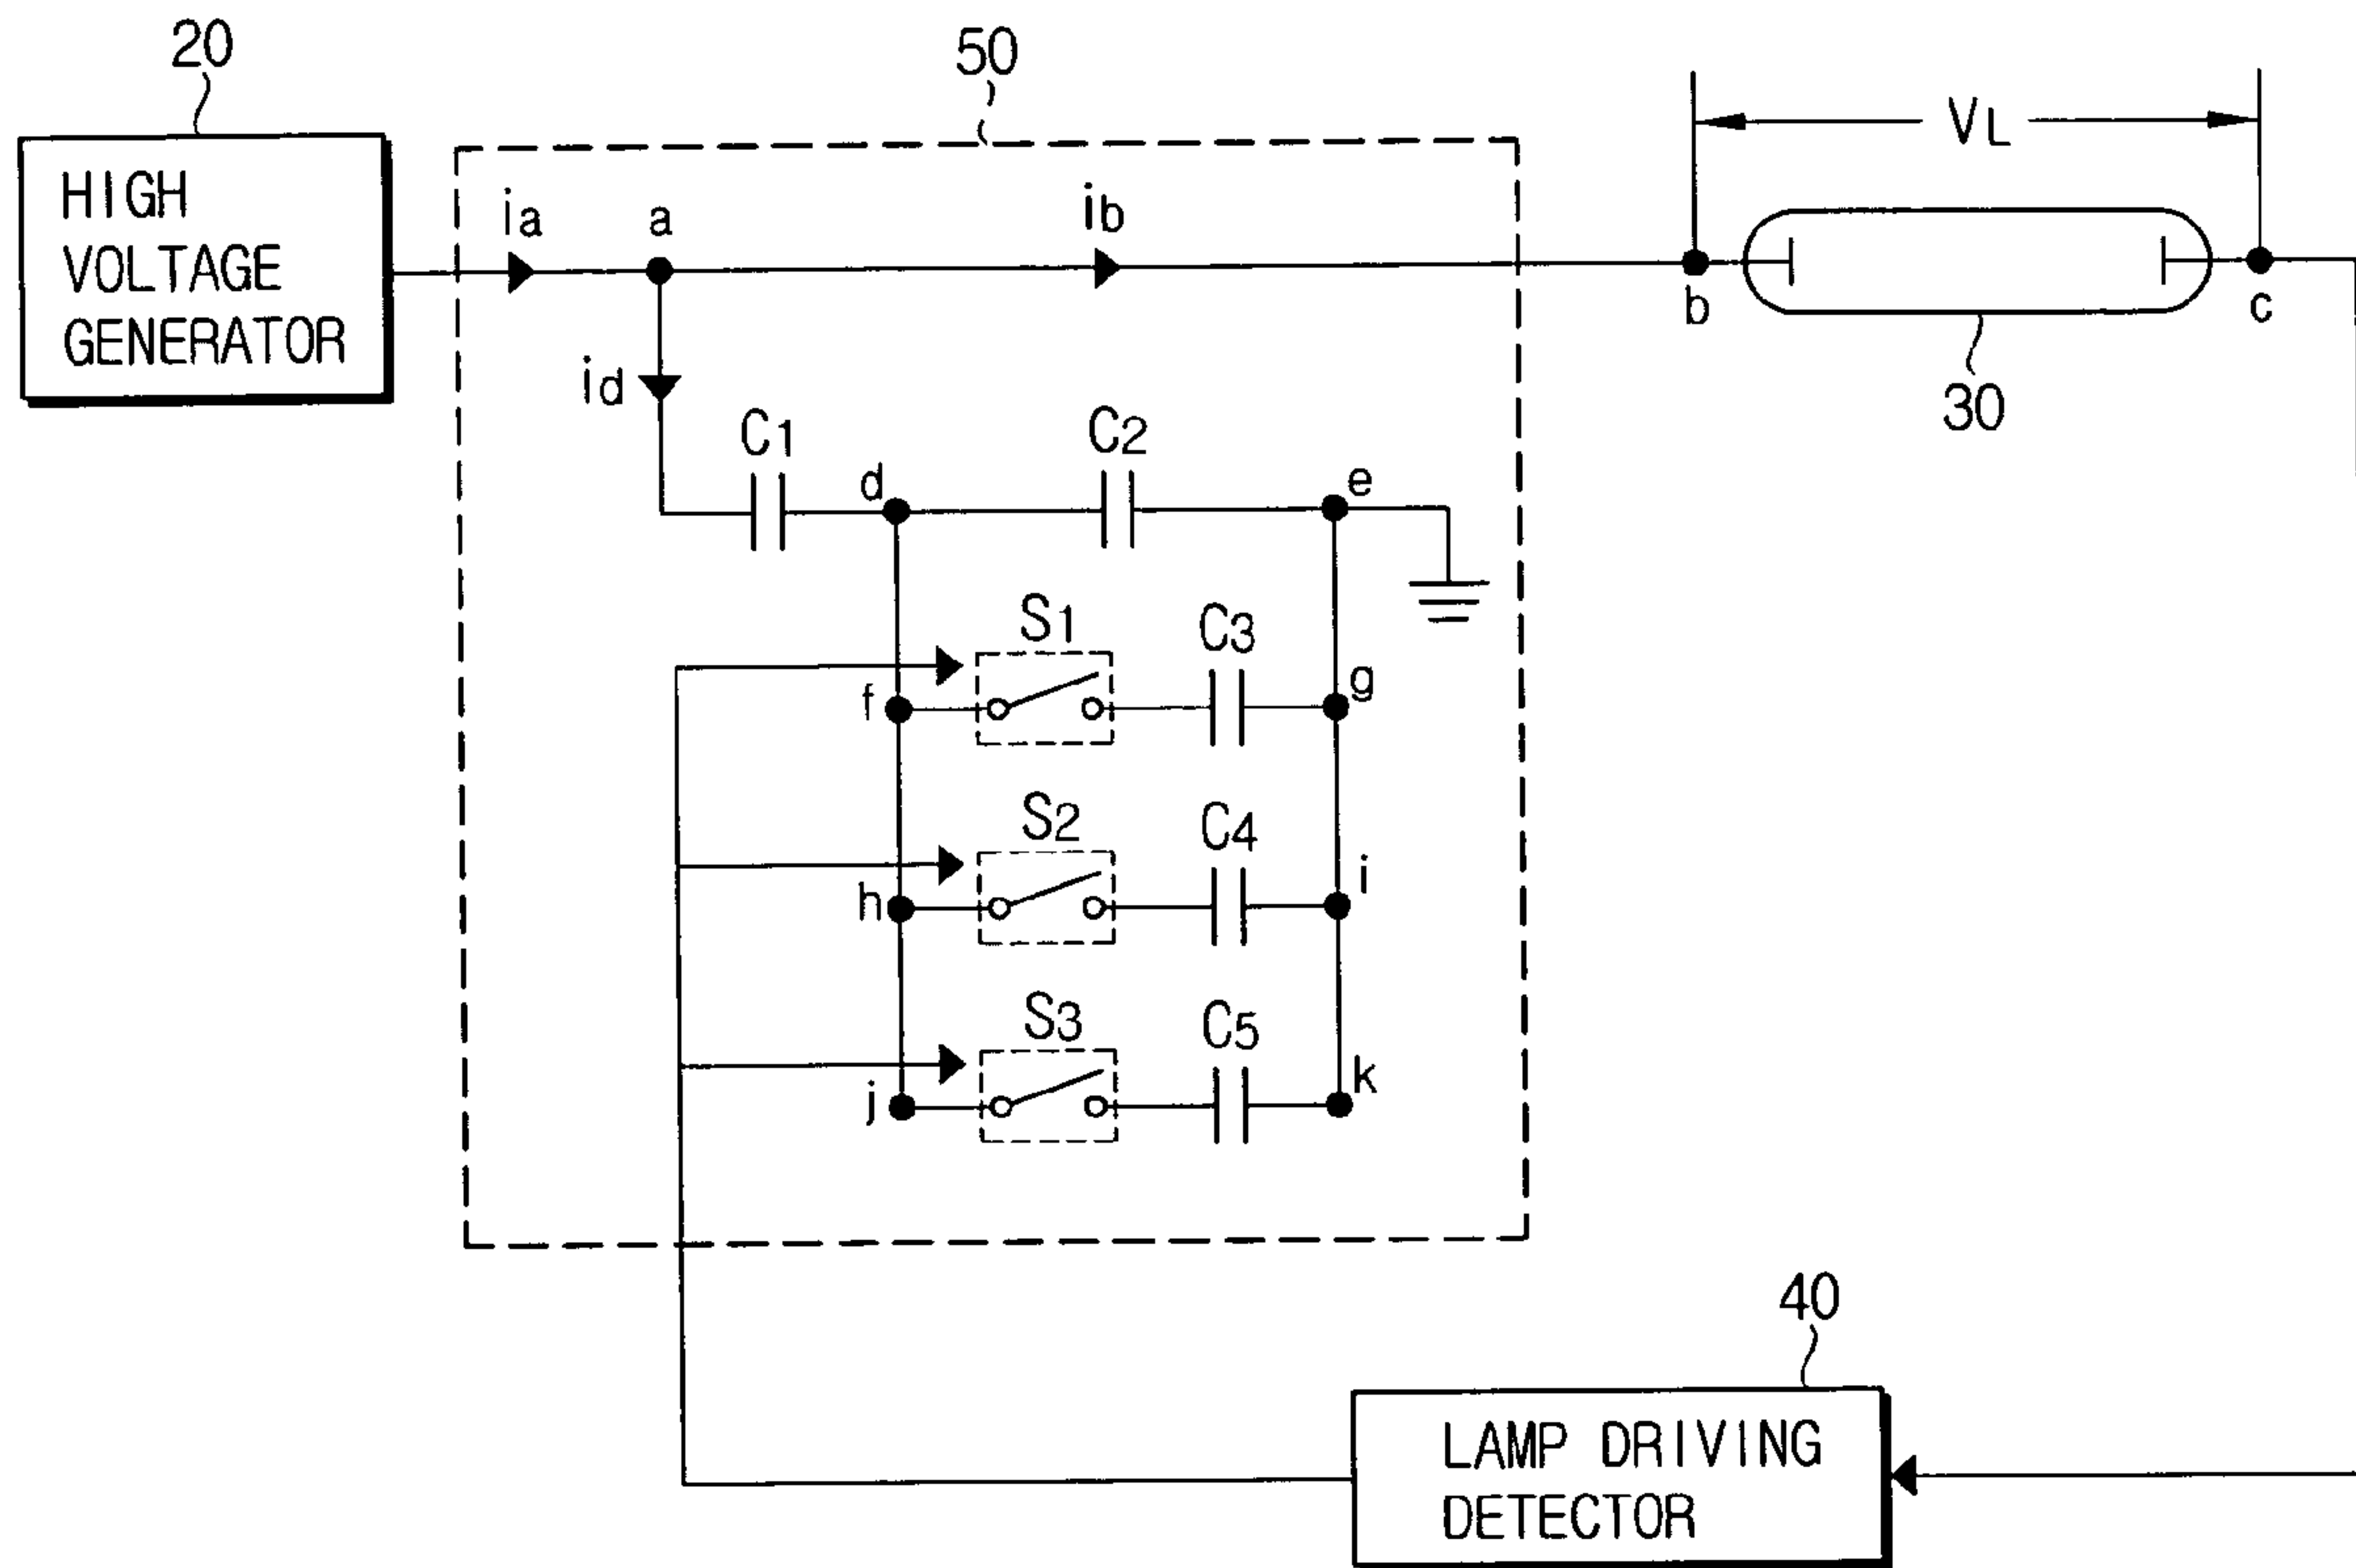 20
50
VL
HIGH
VOLTAGE
GENERATOR
ia
a
ib
b
c
30
id
C1
C2
d
e
S1
C3
f
g
S2
C4
h
i
S3
C5
j
k
40
LAMP DRIVING
DETECTOR